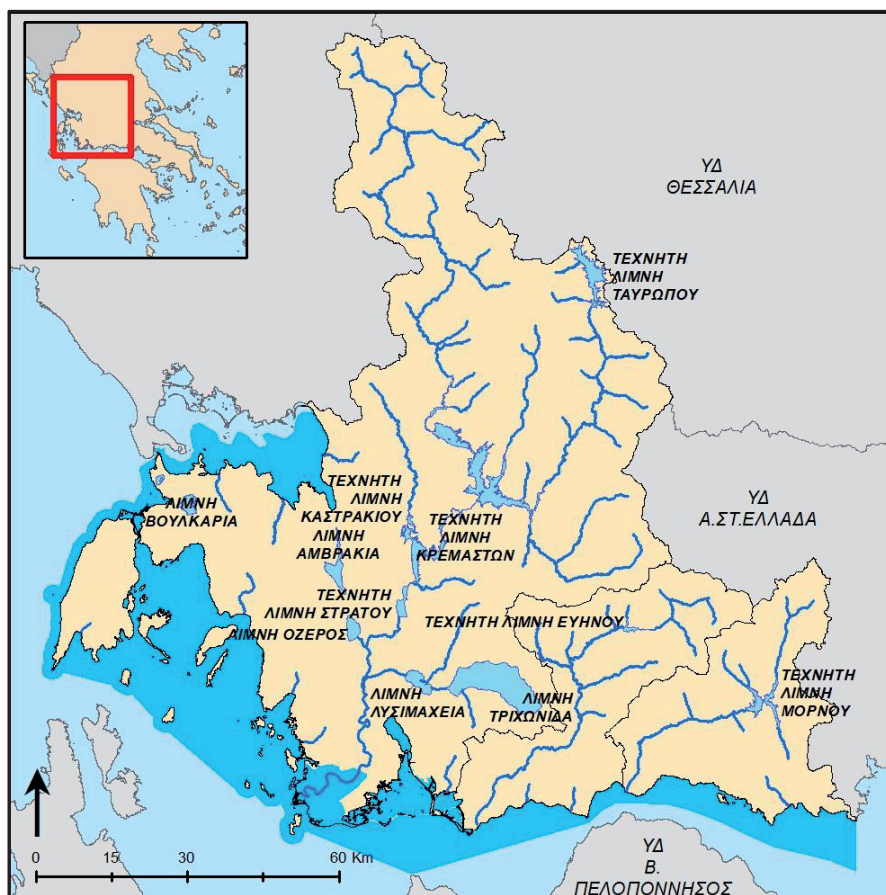 ΥΔ
ΘΕΣΣΑΛΙΑ
ΤΕΧΝΗΤΗ
ΛΙΜΝΗ
ΤΑΥΡΩΠΟΥ
ΥΔ
Α.ΣΤ.ΕΛΛΑΔΑ
ΛΙΜΝΗ
ΒΟΥΛΚΑΡΙΑ
ΤΕΧΝΗΤΗ
ΛΙΜΝΗ
ΚΑΣΤΡΑΚΙΟΥ
ΛΙΜΝΗ
ΑΜΒΡΑΚΙΑ
ΤΕΧΝΗΤΗ
ΛΙΜΝΗ
ΚΡΕΜΑΣΤΩΝ
ΤΕΧΝΗΤΗ
ΛΙΜΝΗ ΣΤΡΑΤΟΥ
ΛΙΜΝΗ ΟΖΕΡΟΣ
ΤΕΧΝΗΤΗ ΛΙΜΝΗ ΕΥΗΝΟΥ
ΛΙΜΝΗ
ΛΥΣΙΜΑΧΕΙΑ
ΛΙΜΝΗ
ΤΡΙΧΩΝΙΔΑ
ΤΕΧΝΗΤΗ
ΛΙΜΝΗ
ΜΟΡΝΟΥ
0 15 30 60 Km
ΥΔ
Β.
ΠΕΛΟΠΟΝΝΗΣΟΣ